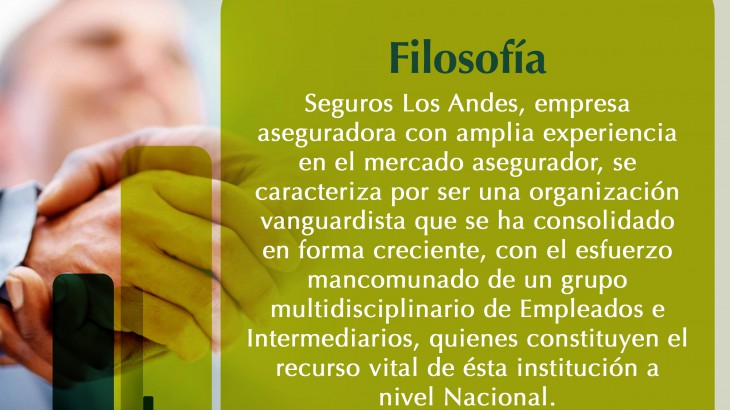 Filosofía
Seguros Los Andes, empresa
aseguradora con amplia experiencia
en el mercado asegurador, se
caracteriza por ser una organización
vanguardista que se ha consolidado
en forma creciente, con el esfuerzo
mancomunado de un grupo
multidisciplinario de Empleados e
Intermediarios, quienes constituyen el
recurso vital de ésta institución a
nivel Nacional.